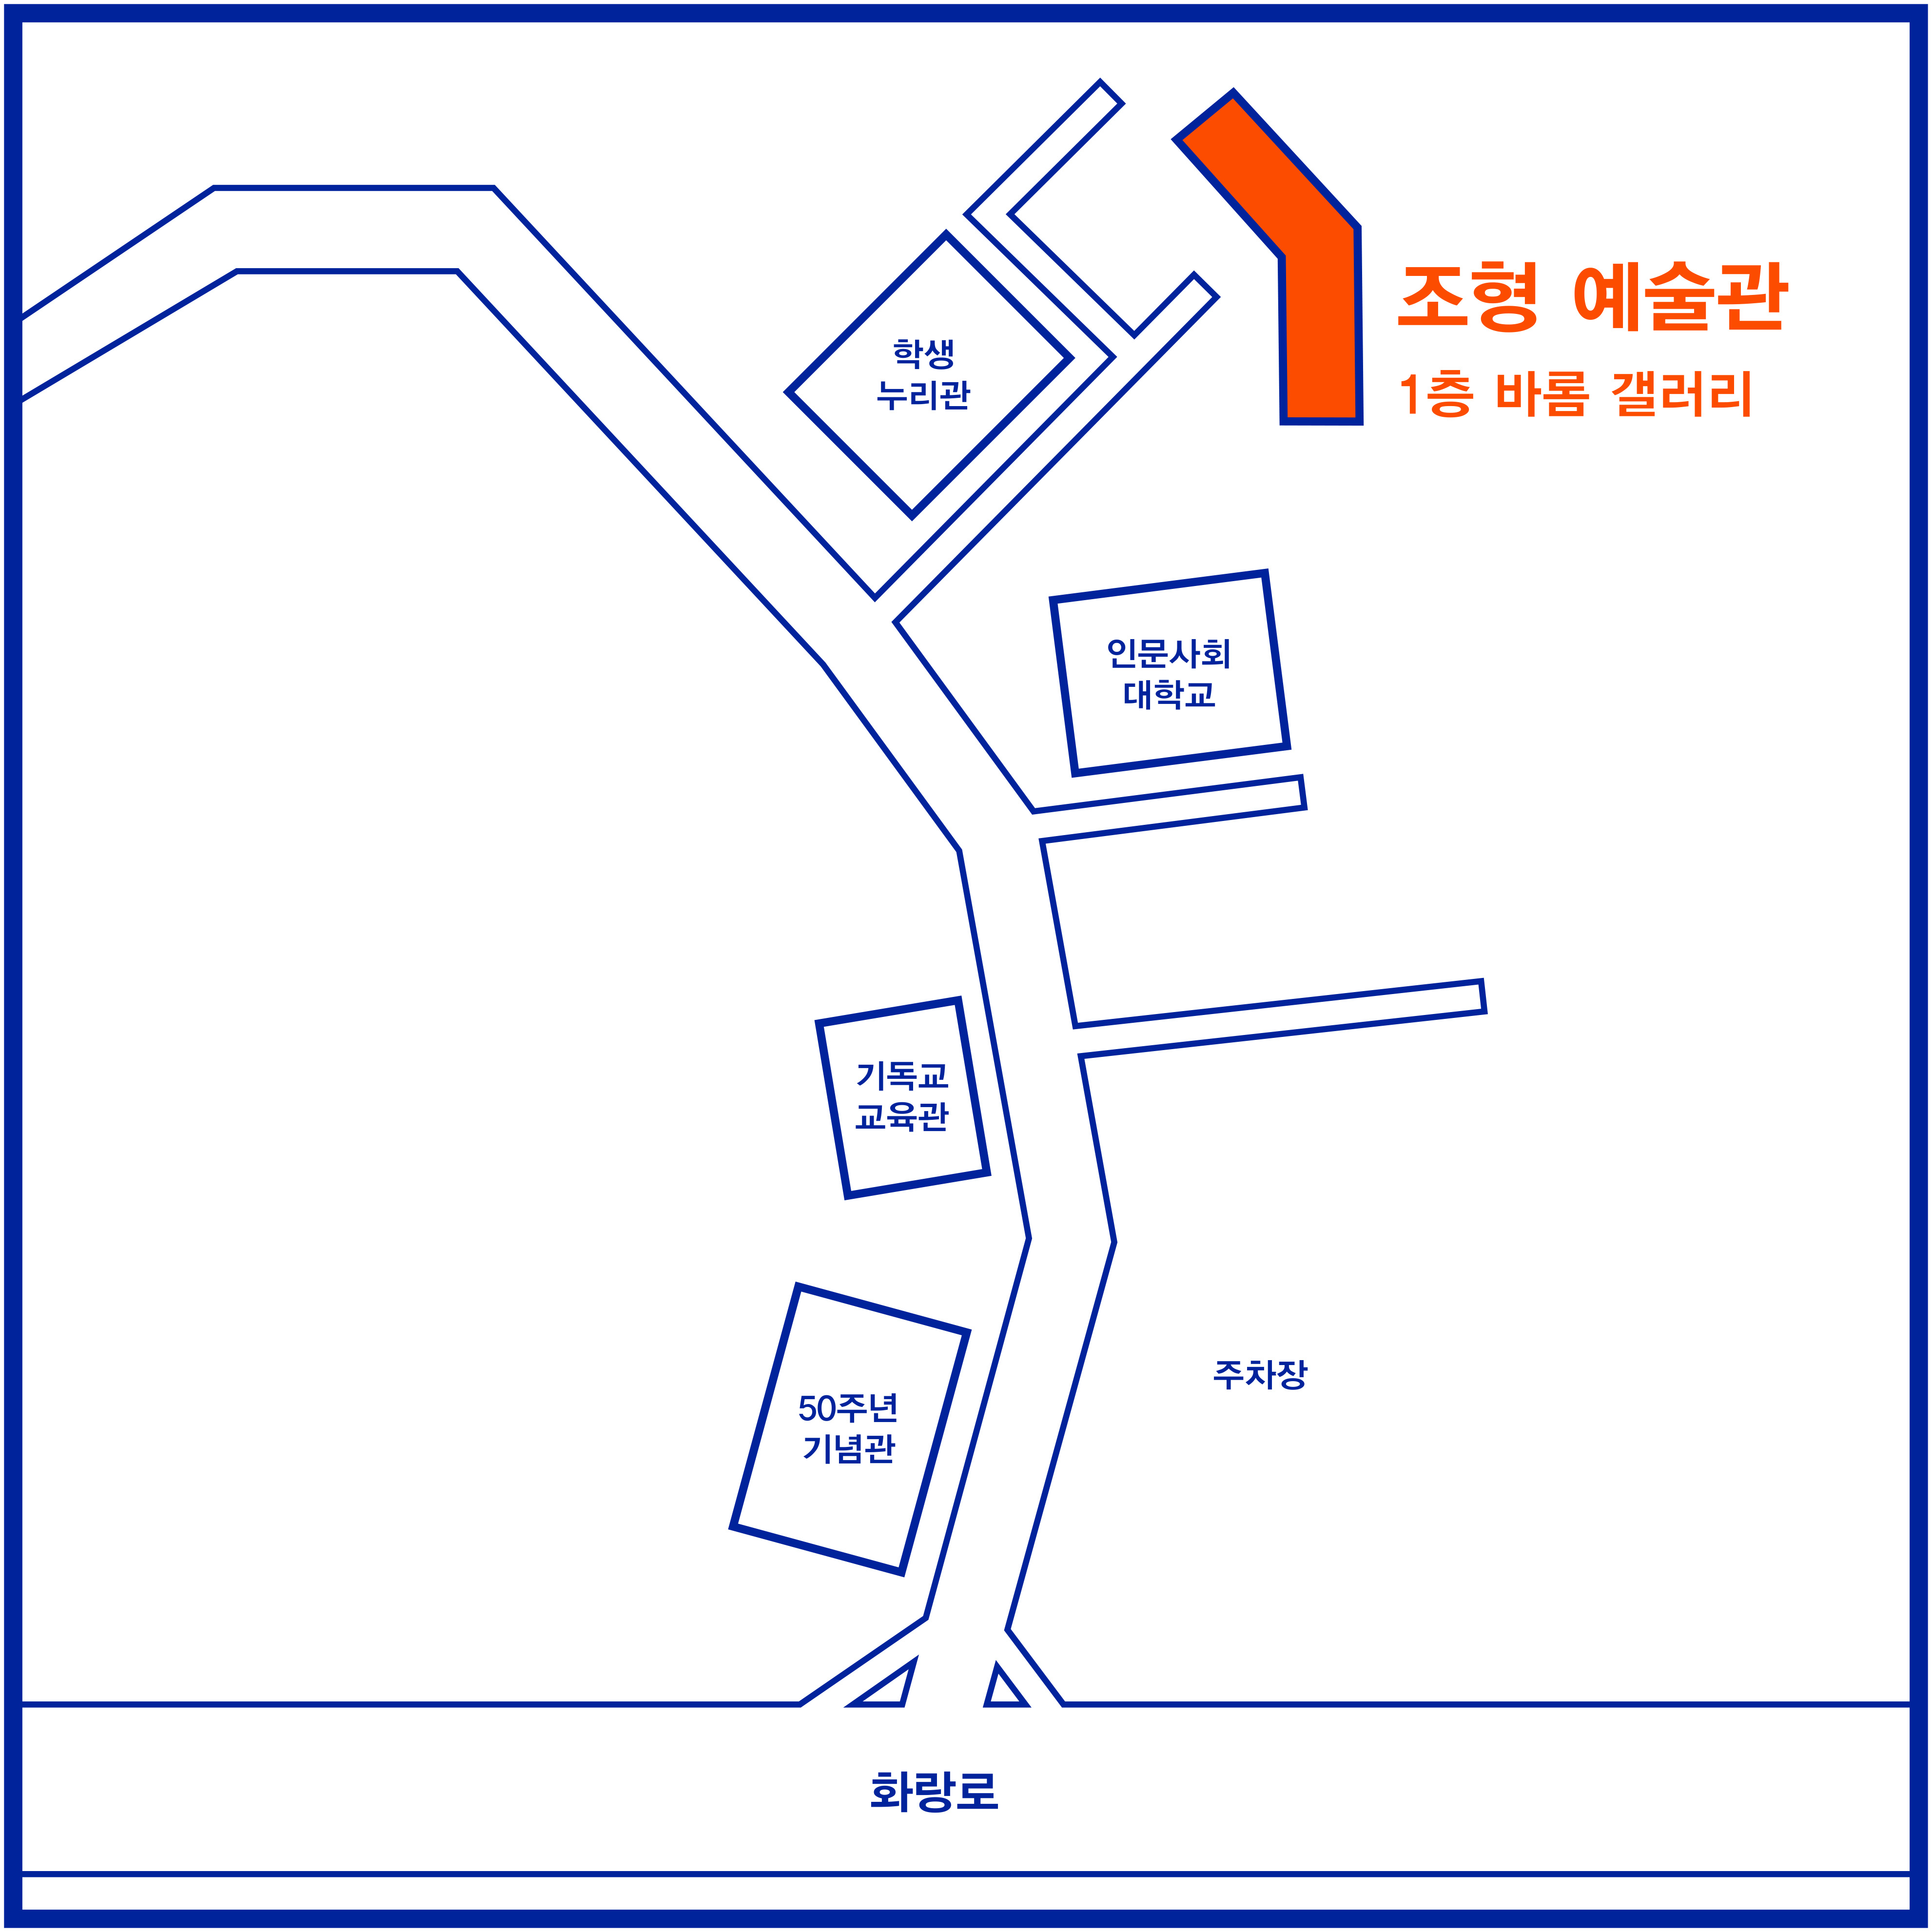 조형 예술관
1층 바롬 갤러리
학생
누리관
인문사회
대학교
기독교
교육관
주차장
50주년
기념관
화랑로